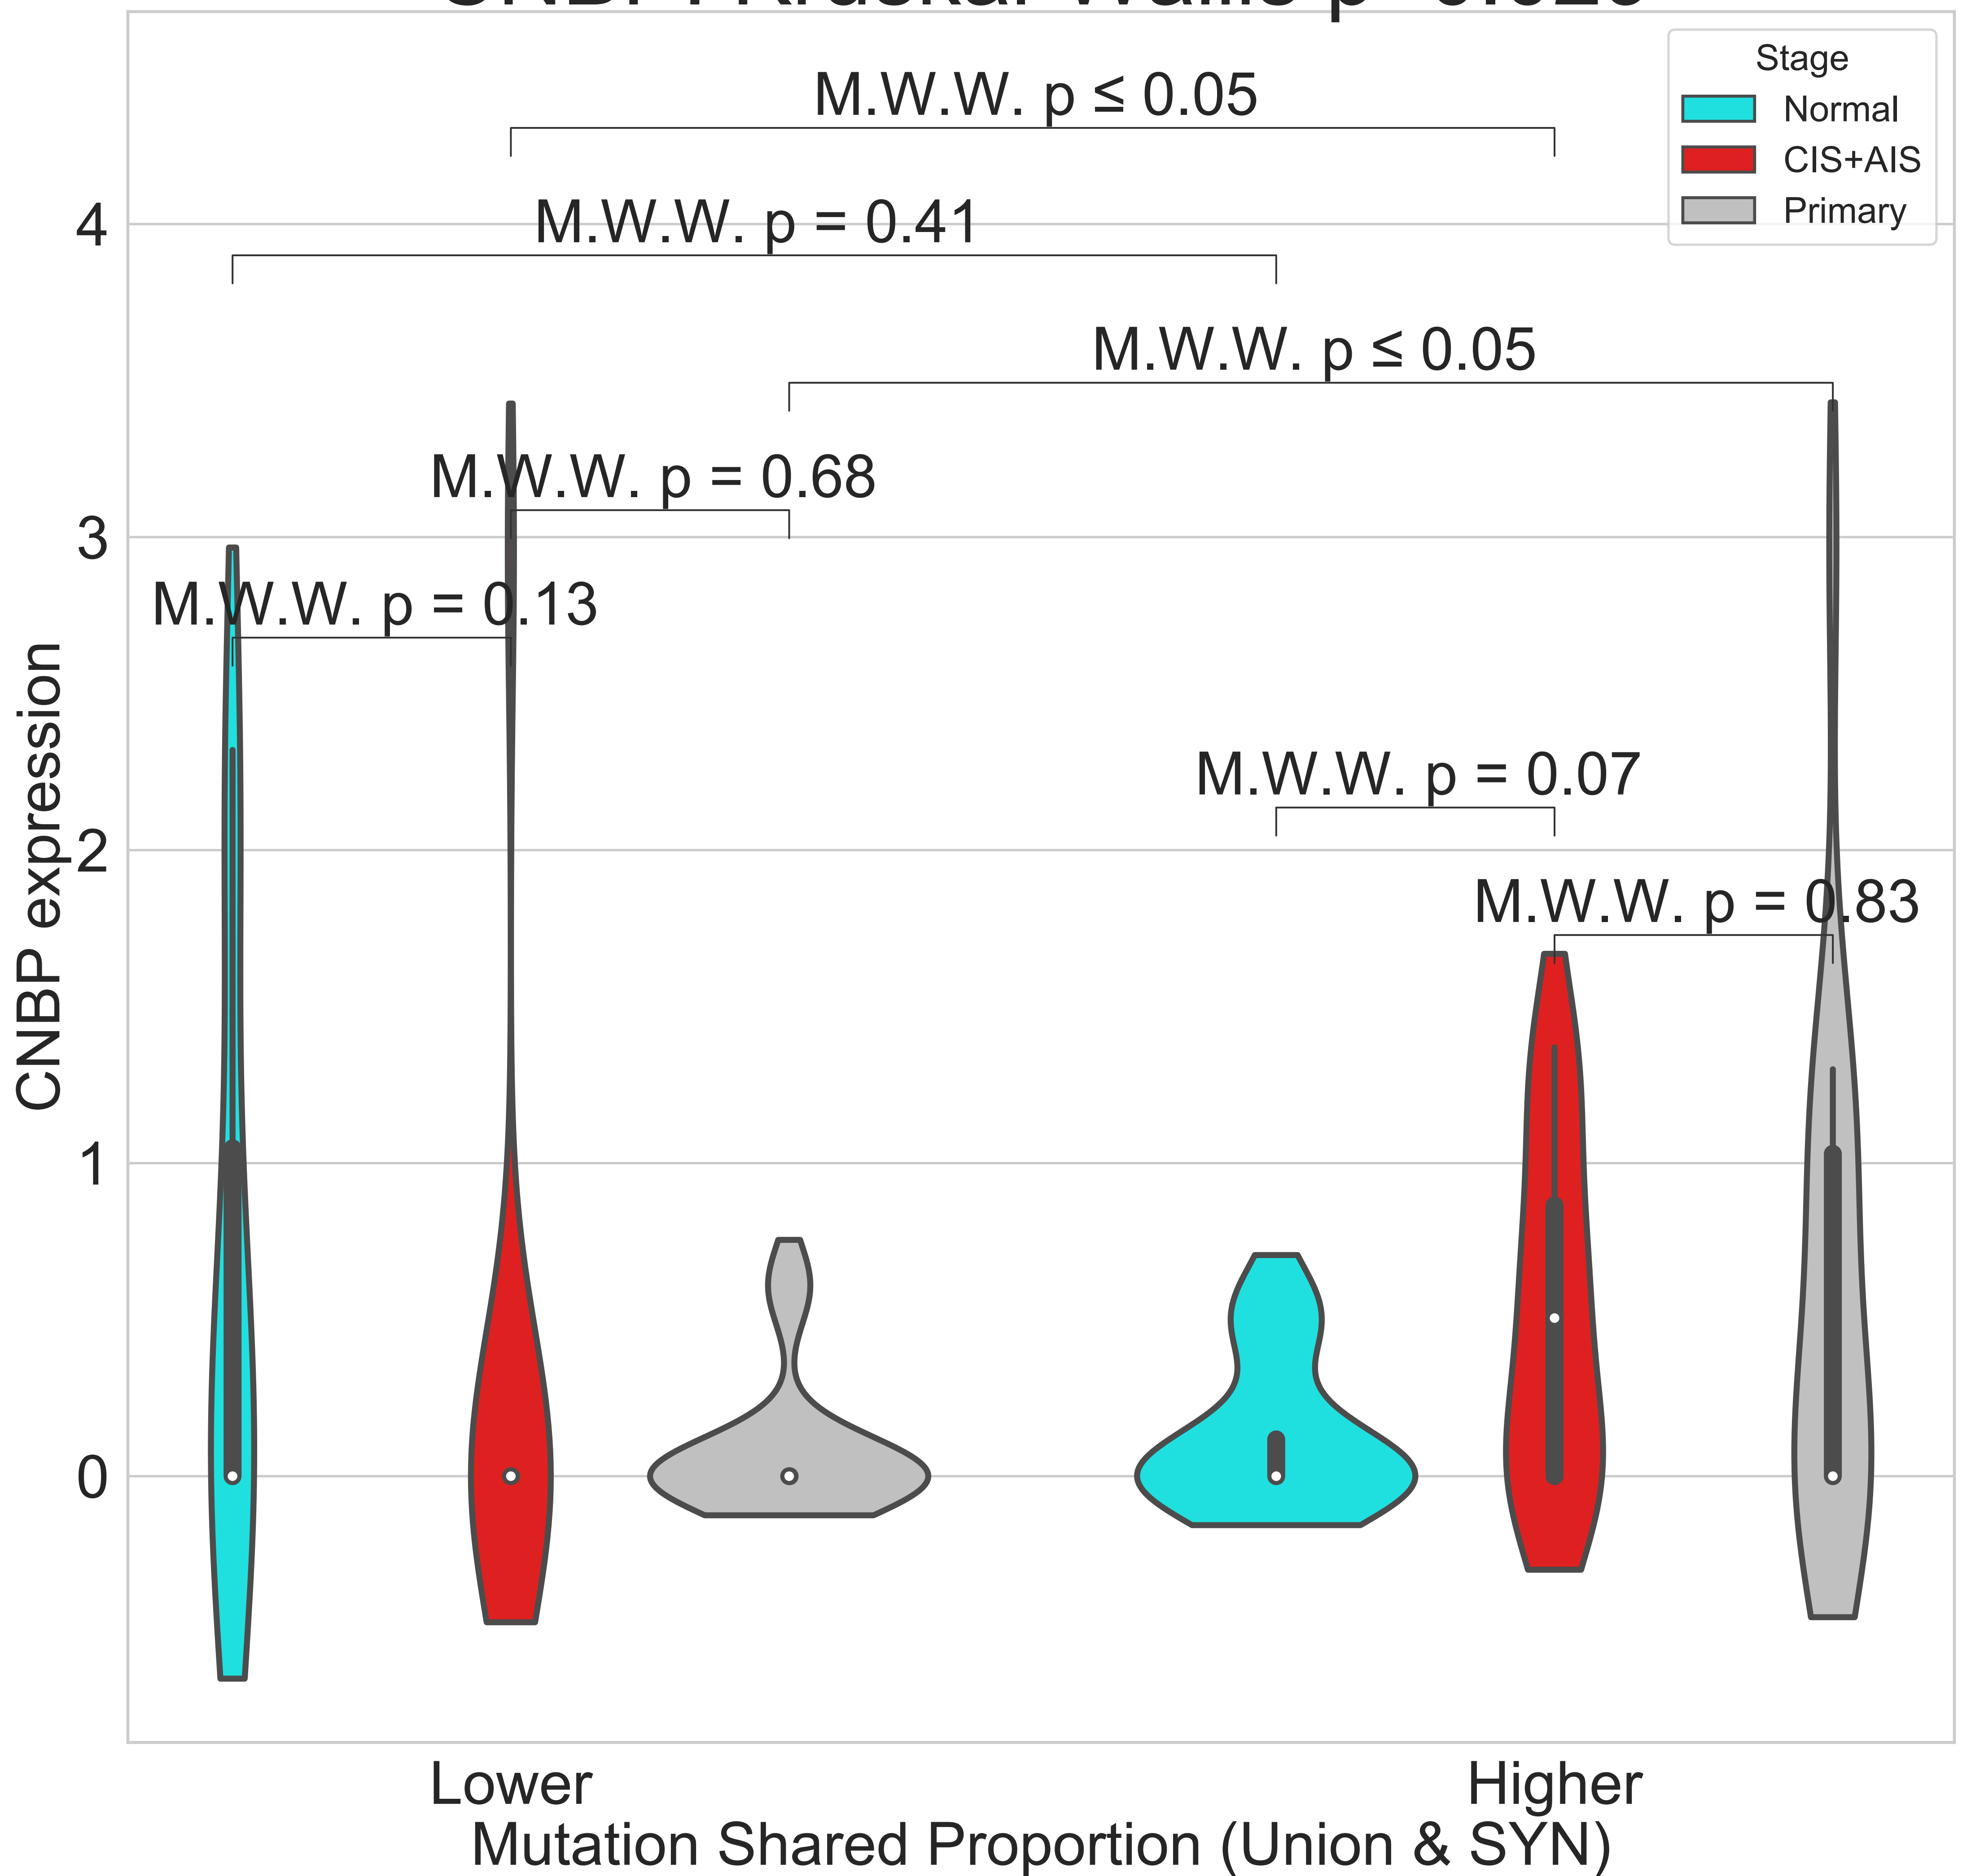 Stage
Normal
CIS+AIS
Primary
M.W.W. p ≤ 0.05
M.W.W. p = 0.41
M.W.W. p ≤ 0.05
M.W.W. p = 0.68
M.W.W. p = 0.13
M.W.W. p = 0.07
M.W.W. p = 0.83
4
3
2
1
0
CNBP expression
Lower
Higher
Mutation Shared Proportion (Union & SYN)